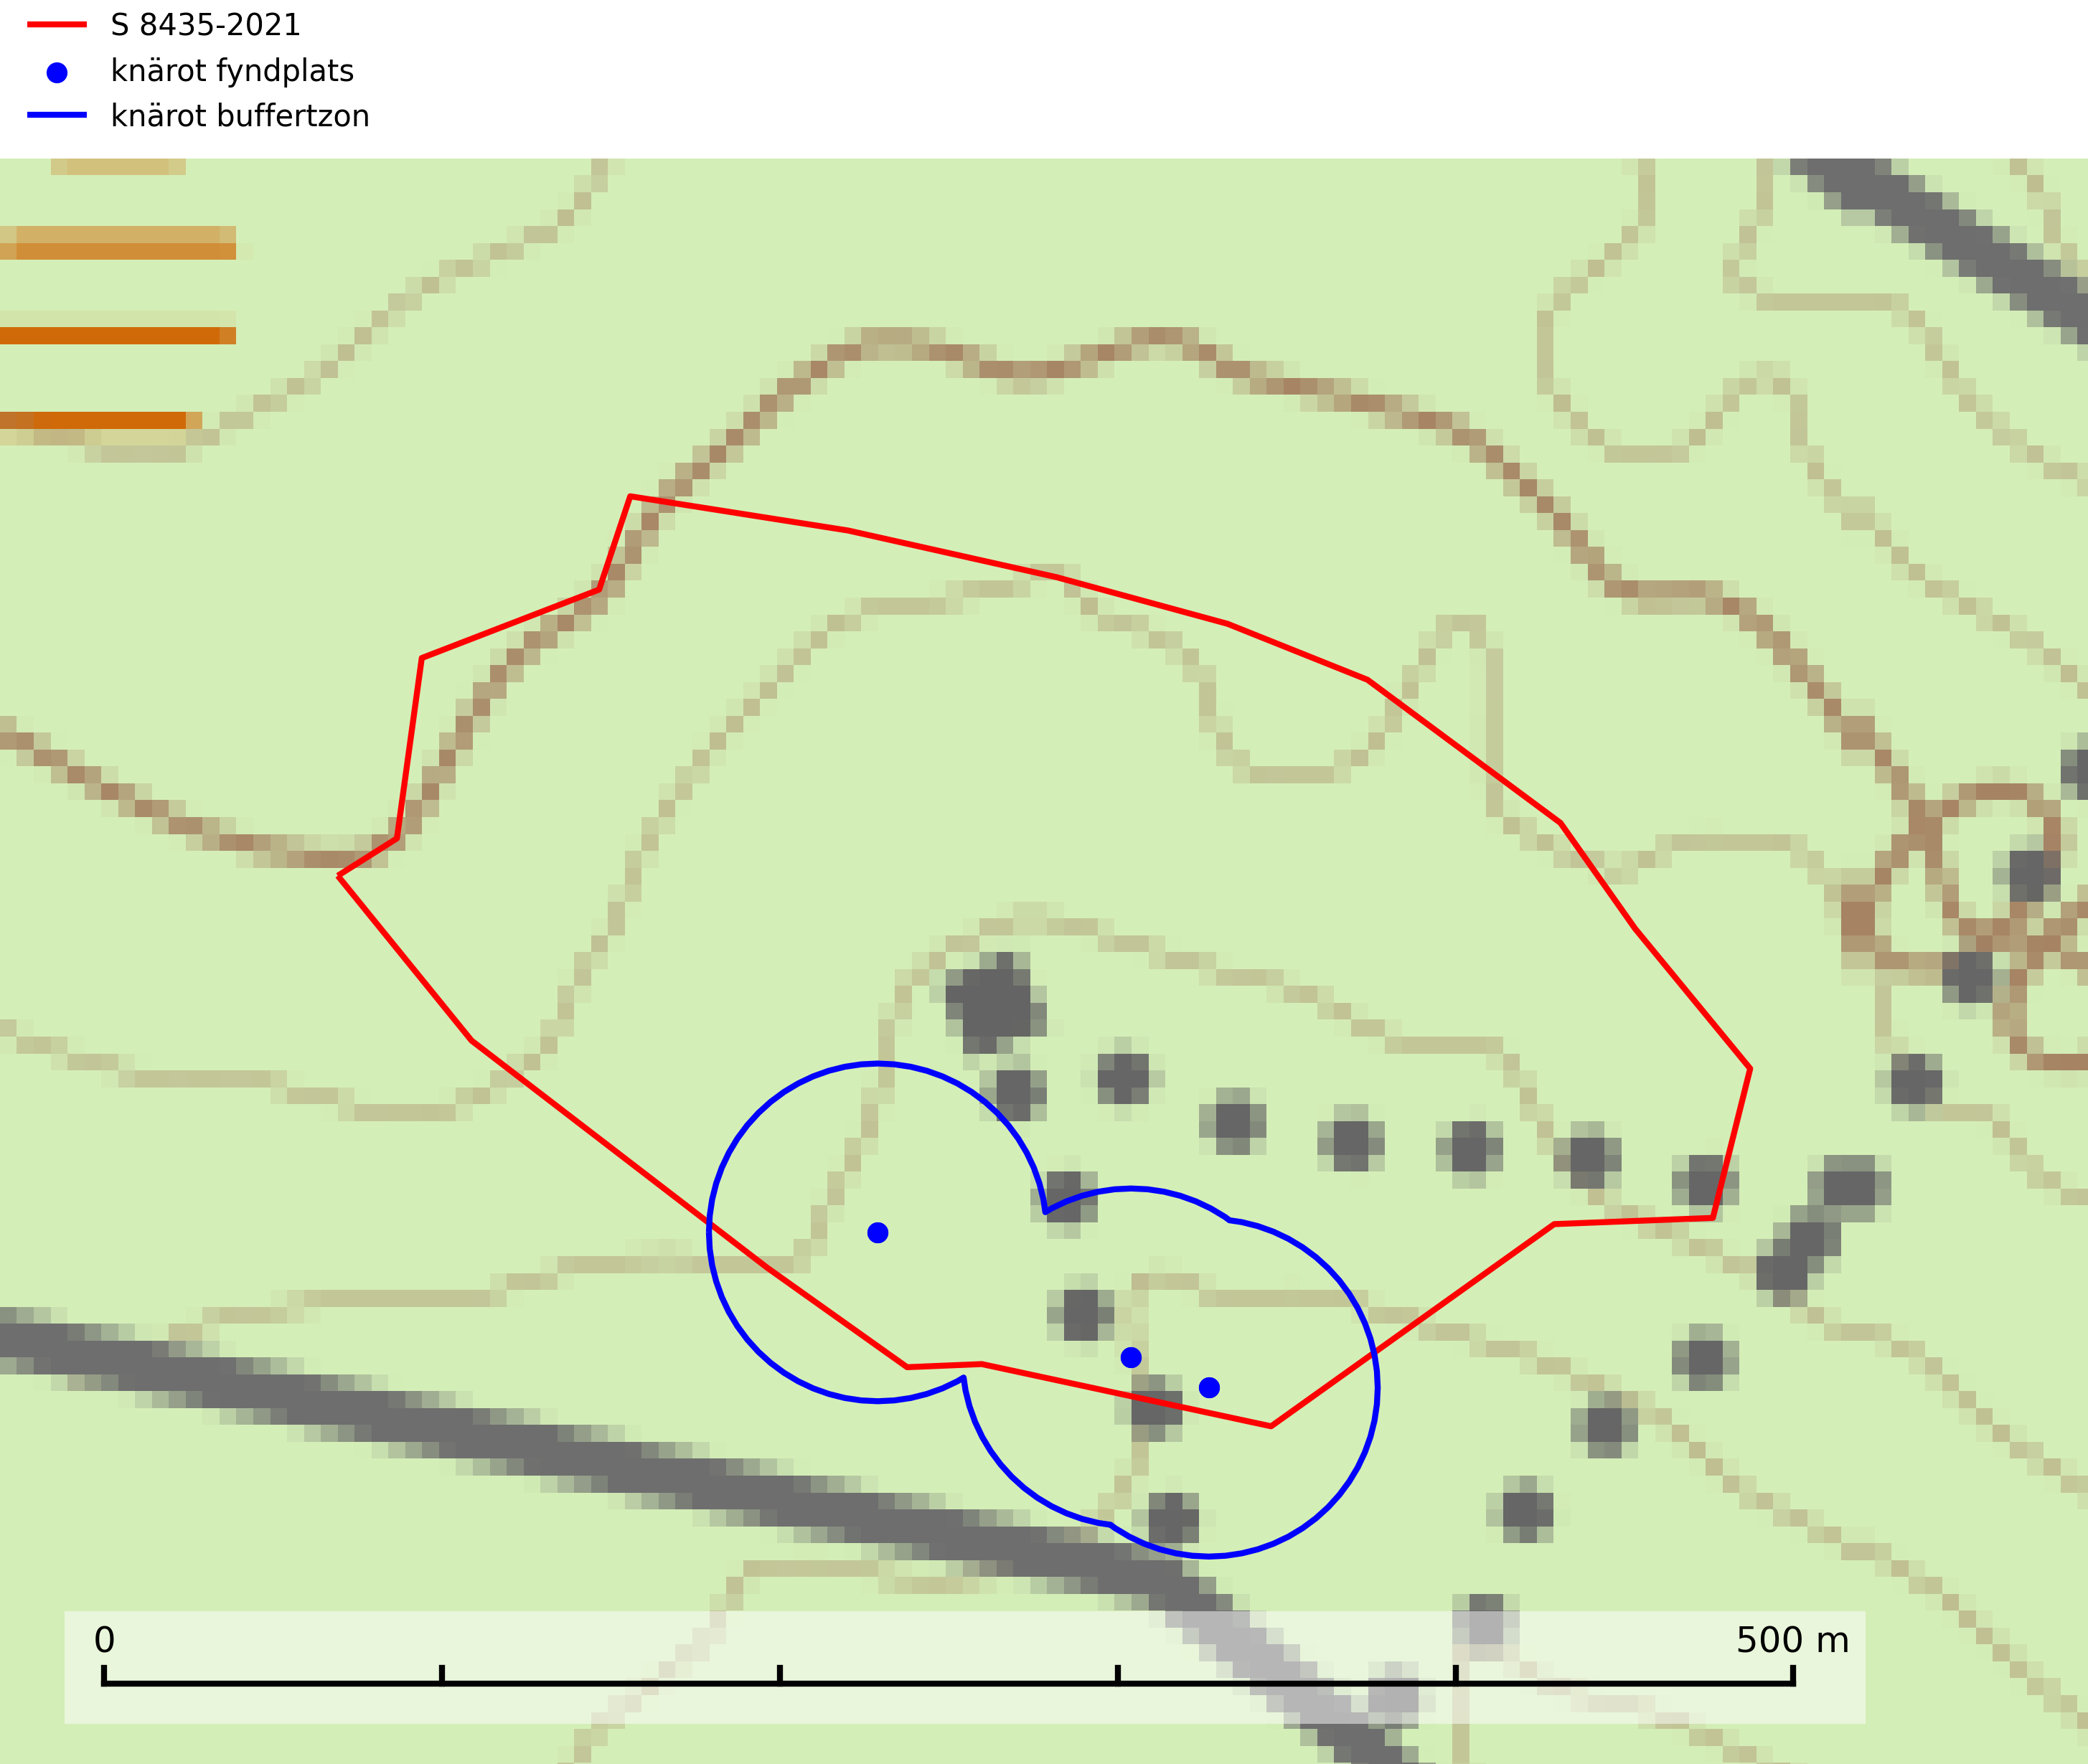 S 8435-2021
knärot fyndplats
knärot buffertzon
0 500 m